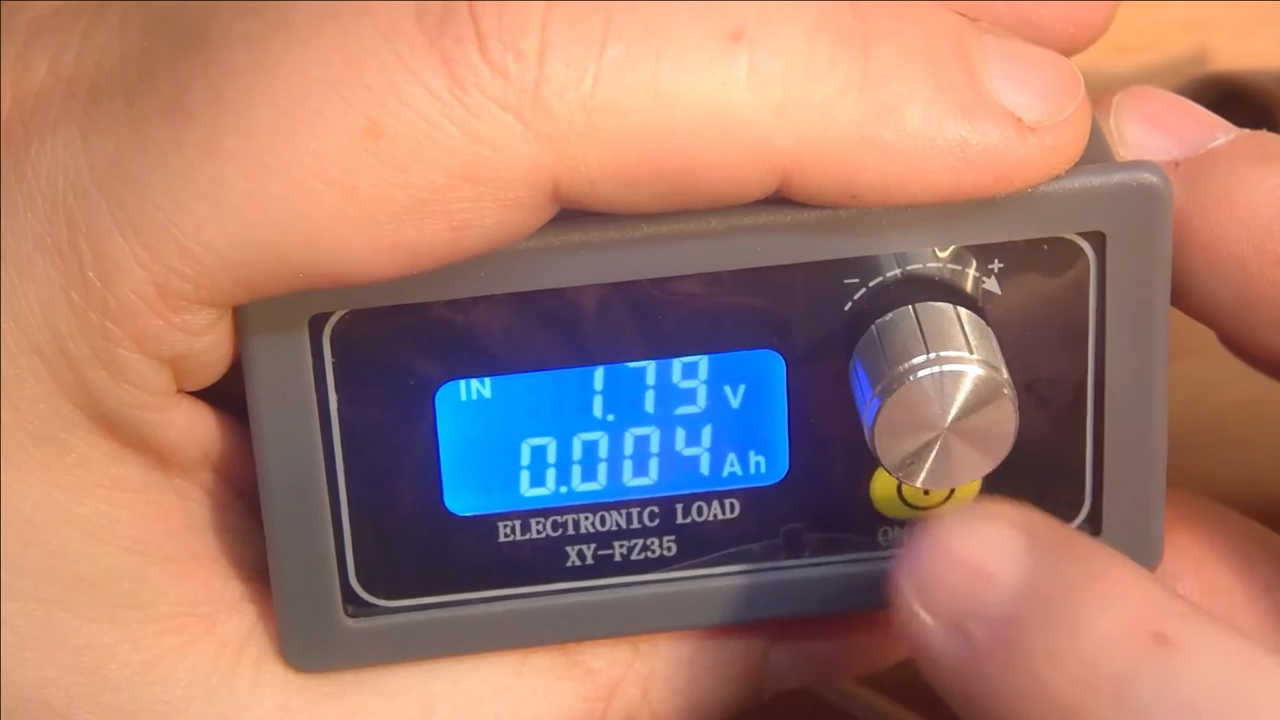 - +
IN 1.79 V
0.004 Ah
ELECTRONIC LOAD
XY-FZ35